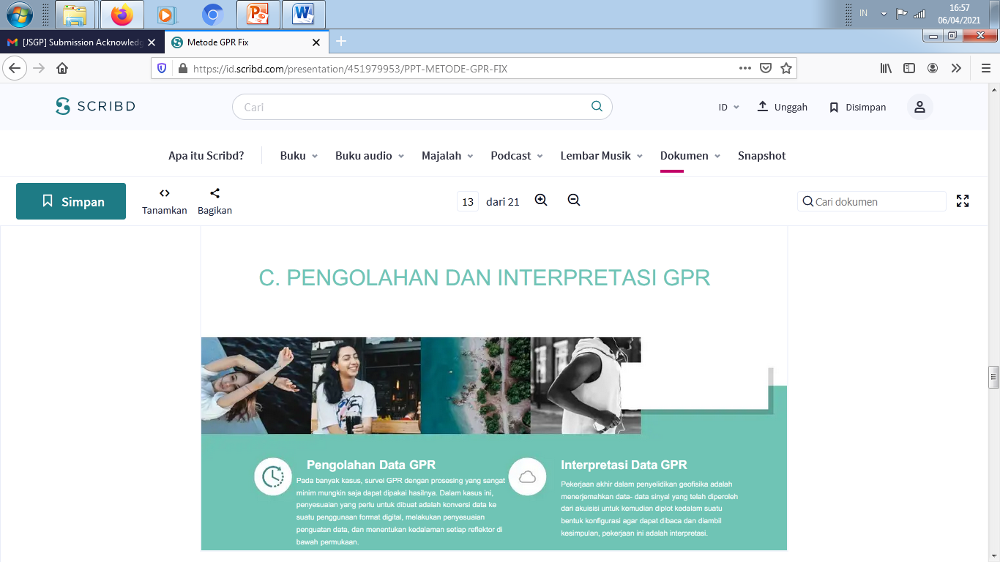 IN
16:57
06/04/2021
[JSGP] Submission Acknowledg
Metode GPR Fix
https://id.scribd.com/presentation/451979953/PPT-METODE-GPR-FIX
SCRIBD
Cari
ID
Unggah
Disimpan
Apa itu Scribd?
Buku
Buku audio
Majalah
Podcast
Lembar Musik
Dokumen
Snapshot
Simpan
Tanamkan
Bagikan
13 dari 21
Cari dokumen
C. PENGOLAHAN DAN INTERPRETASI GPR
Pengolahan Data GPR
Pada banyak kasus, survei GPR dengan prosesing yang sangat
minim mungkin saja dapat dipakai hasilnya. Dalam kasus ini,
penyesuaian yang perlu untuk dibuat adalah konversi data ke
suatu penggunaan format digital, melakukan penyesuaian
penguatan data, dan menentukan kedalaman setiap reflektor di
bawah permukaan.
Interpretasi Data GPR
Pekerjaan akhir dalam penyelidikan geofisika adalah
menerjemahkan data- data sinyal yang telah diperoleh
dari akuisisi untuk kemudian diplot kedalam suatu
bentuk konfigurasi agar dapat dibaca dan diambil
kesimpulan, pekerjaan ini adalah interpretasi.